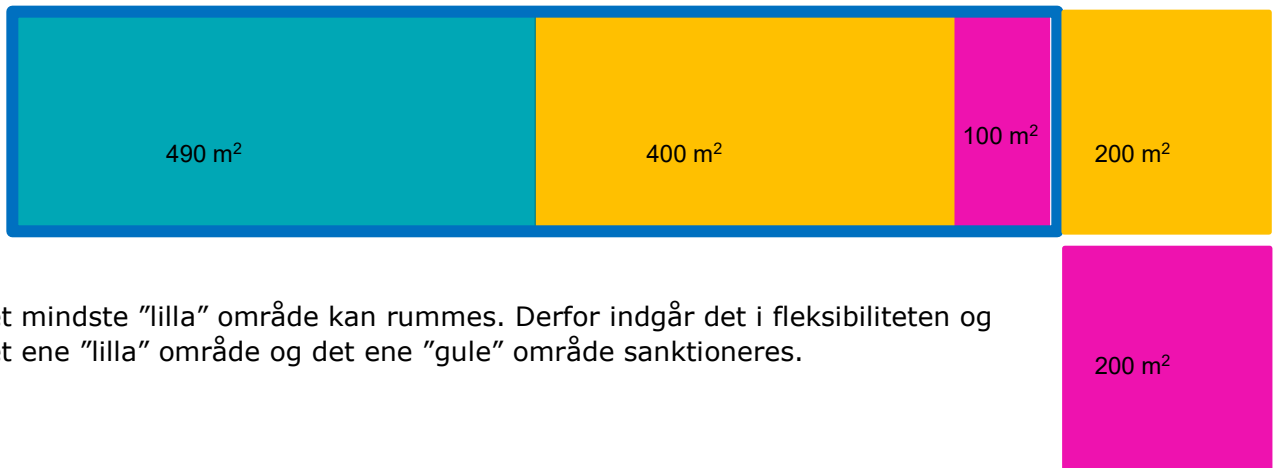 490 m²
400 m²
100 m²
200 m²
t mindste ”lilla” område kan rummes. Derfor indgår det i fleksibiliteten og
t ene ”lilla” område og det ene ”gule” område sanktioneres.
200 m²